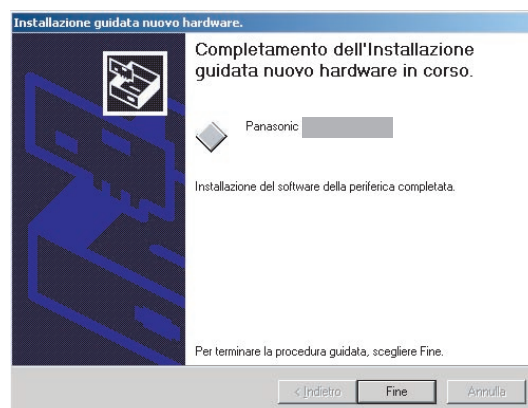 Installazione guidata nuovo hardware.
Completamento dell'Installazione
guidata nuovo hardware in corso.
Panasonic
Installazione del software della periferica completata.
Per terminare la procedura guidata, scegliere Fine.
< Indietro
Fine
Annulla